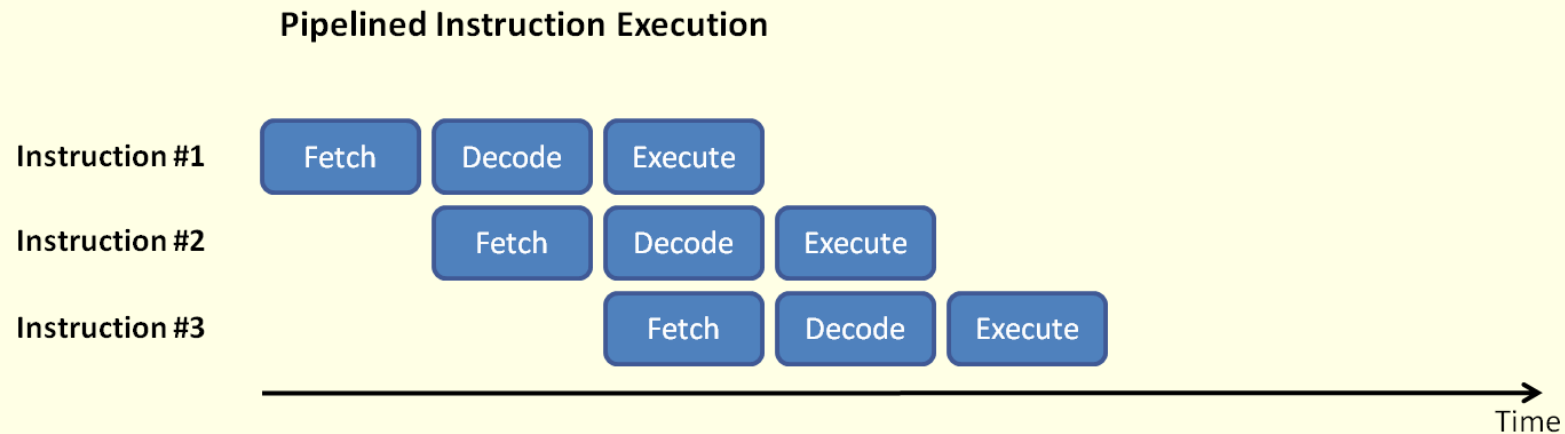 Pipelined Instruction Execution
Instruction #1 Fetch Decode Execute
Instruction #2 Fetch Decode Execute
Instruction #3 Fetch Decode Execute
Time